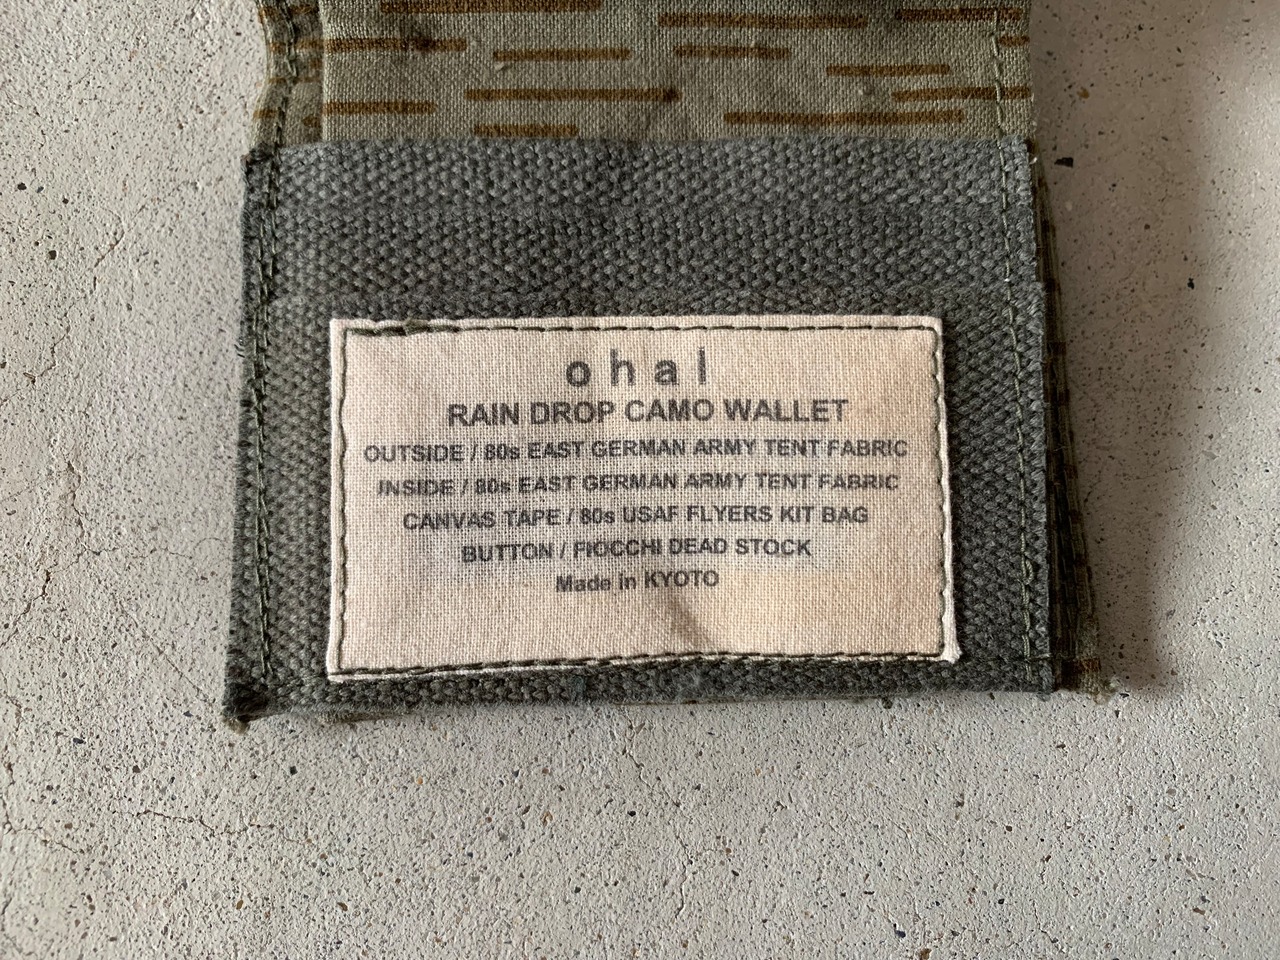 ohal
RAIN DROP CAMO WALLET
OUTSIDE / 80s EAST GERMAN ARMY TENT FABRIC
INSIDE / 80s EAST GERMAN ARMY TENT FABRIC
CANVAS TAPE / 80s USAF FLYERS KIT BAG
BUTTON / FIOCCHI DEAD STOCK
Made in KYOTO